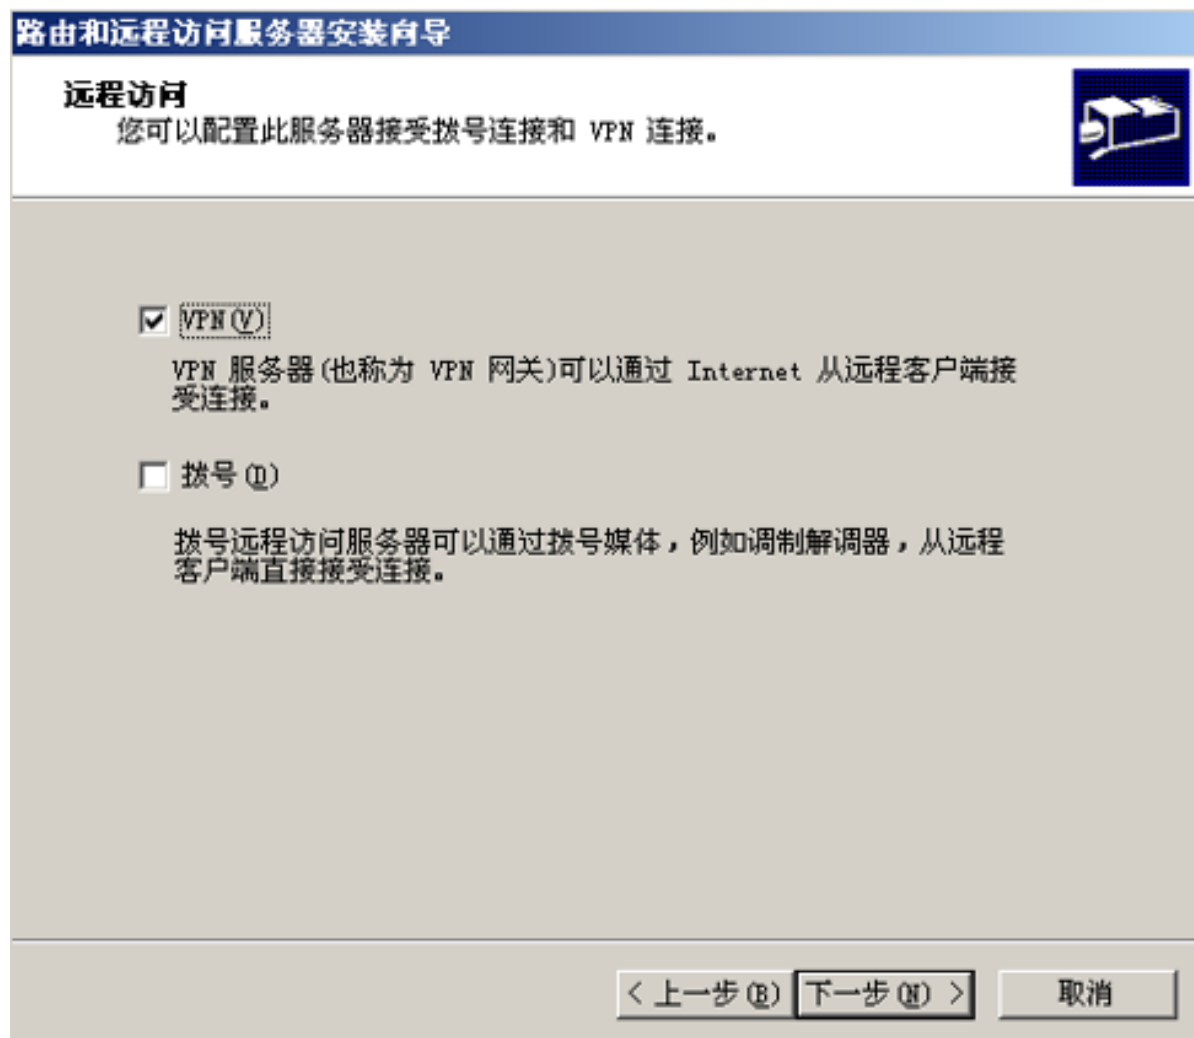 路由和远程访问服务器安装向导
远程访问
您可以配置此服务器接受拨号连接和 VPN 连接。
VPN(V)
VPN 服务器(也称为 VPN 网关)可以通过 Internet 从远程客户端接
受连接。
拨号(D)
拨号远程访问服务器可以通过拨号媒体，例如调制解调器，从远程
客户端直接接受连接。
< 上一步(B) 下一步(N) > 取消